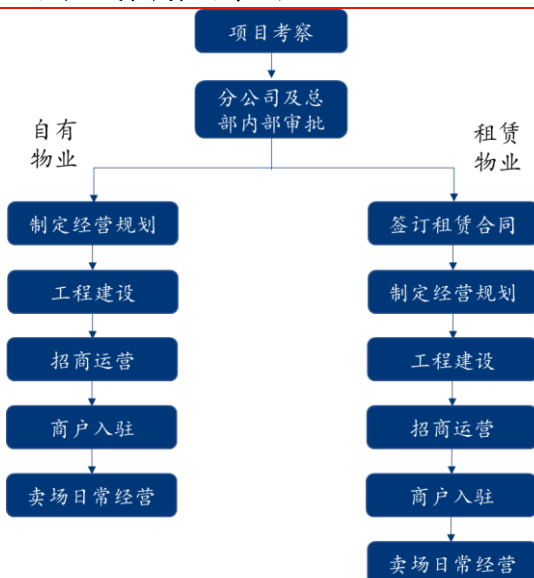 项目考察
分公司及总
部内部审批
自有
物业
租赁
物业
制定经营规划
工程建设
招商运营
商户入驻
卖场日常经营
签订租赁合同
制定经营规划
工程建设
招商运营
商户入驻
卖场日常经营